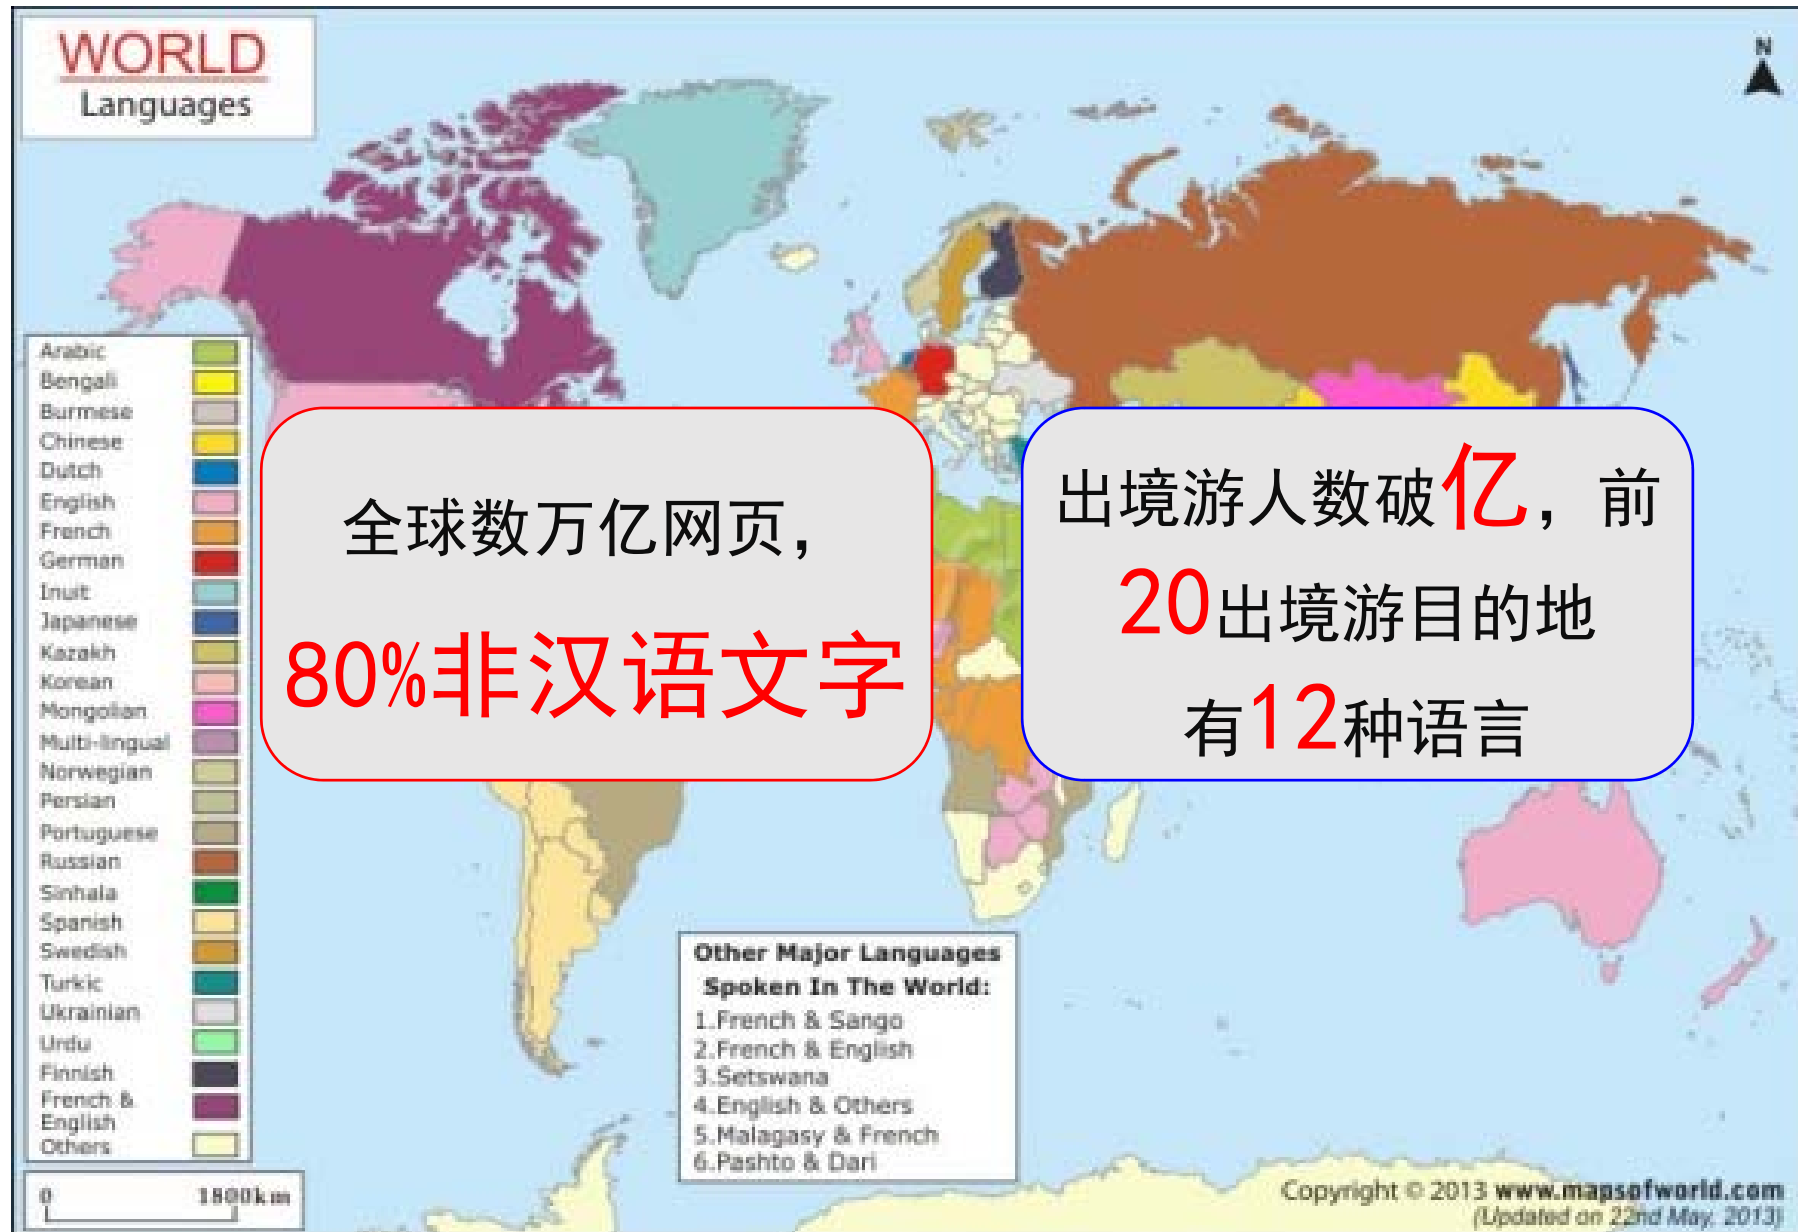 WORLD
Languages
N
Arabic
Bengali
Burmese
Chinese
Dutch
English
French
German
Inuit
Japanese
Kazakh
Korean
Mongolian
Multi-lingual
Norwegian
Persian
Portuguese
Russian
Sinhala
Spanish
Swedish
Turkic
Ukrainian
Urdu
Finnish
French &
English
Others
0 1800km
全球数万亿网页，
80%非汉语文字
出境游人数破亿，前
20出境游目的地
有12种语言
Other Major Languages
Spoken In The World:
1.French & Sango
2.French & English
3.Setswana
4.English & Others
5.Malagasy & French
6.Pashto & Dari
Copyright © 2013 www.mapsofworld.com
(Updated on 22nd May, 2013)